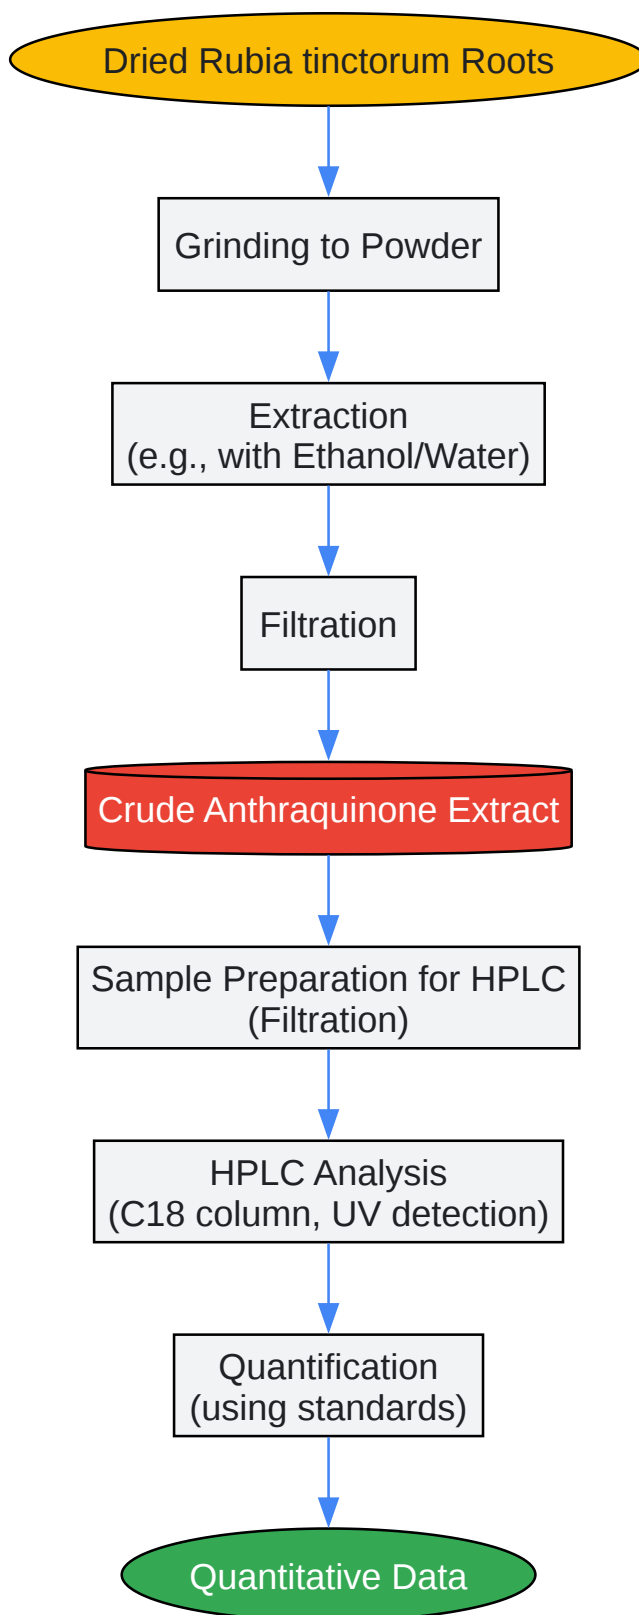 Dried Rubia tinctorum Roots
Grinding to Powder
Extraction
(e.g., with Ethanol/Water)
Filtration
Crude Anthraquinone Extract
Sample Preparation for HPLC
(Filtration)
HPLC Analysis
(C18 column, UV detection)
Quantification
(using standards)
Quantitative Data